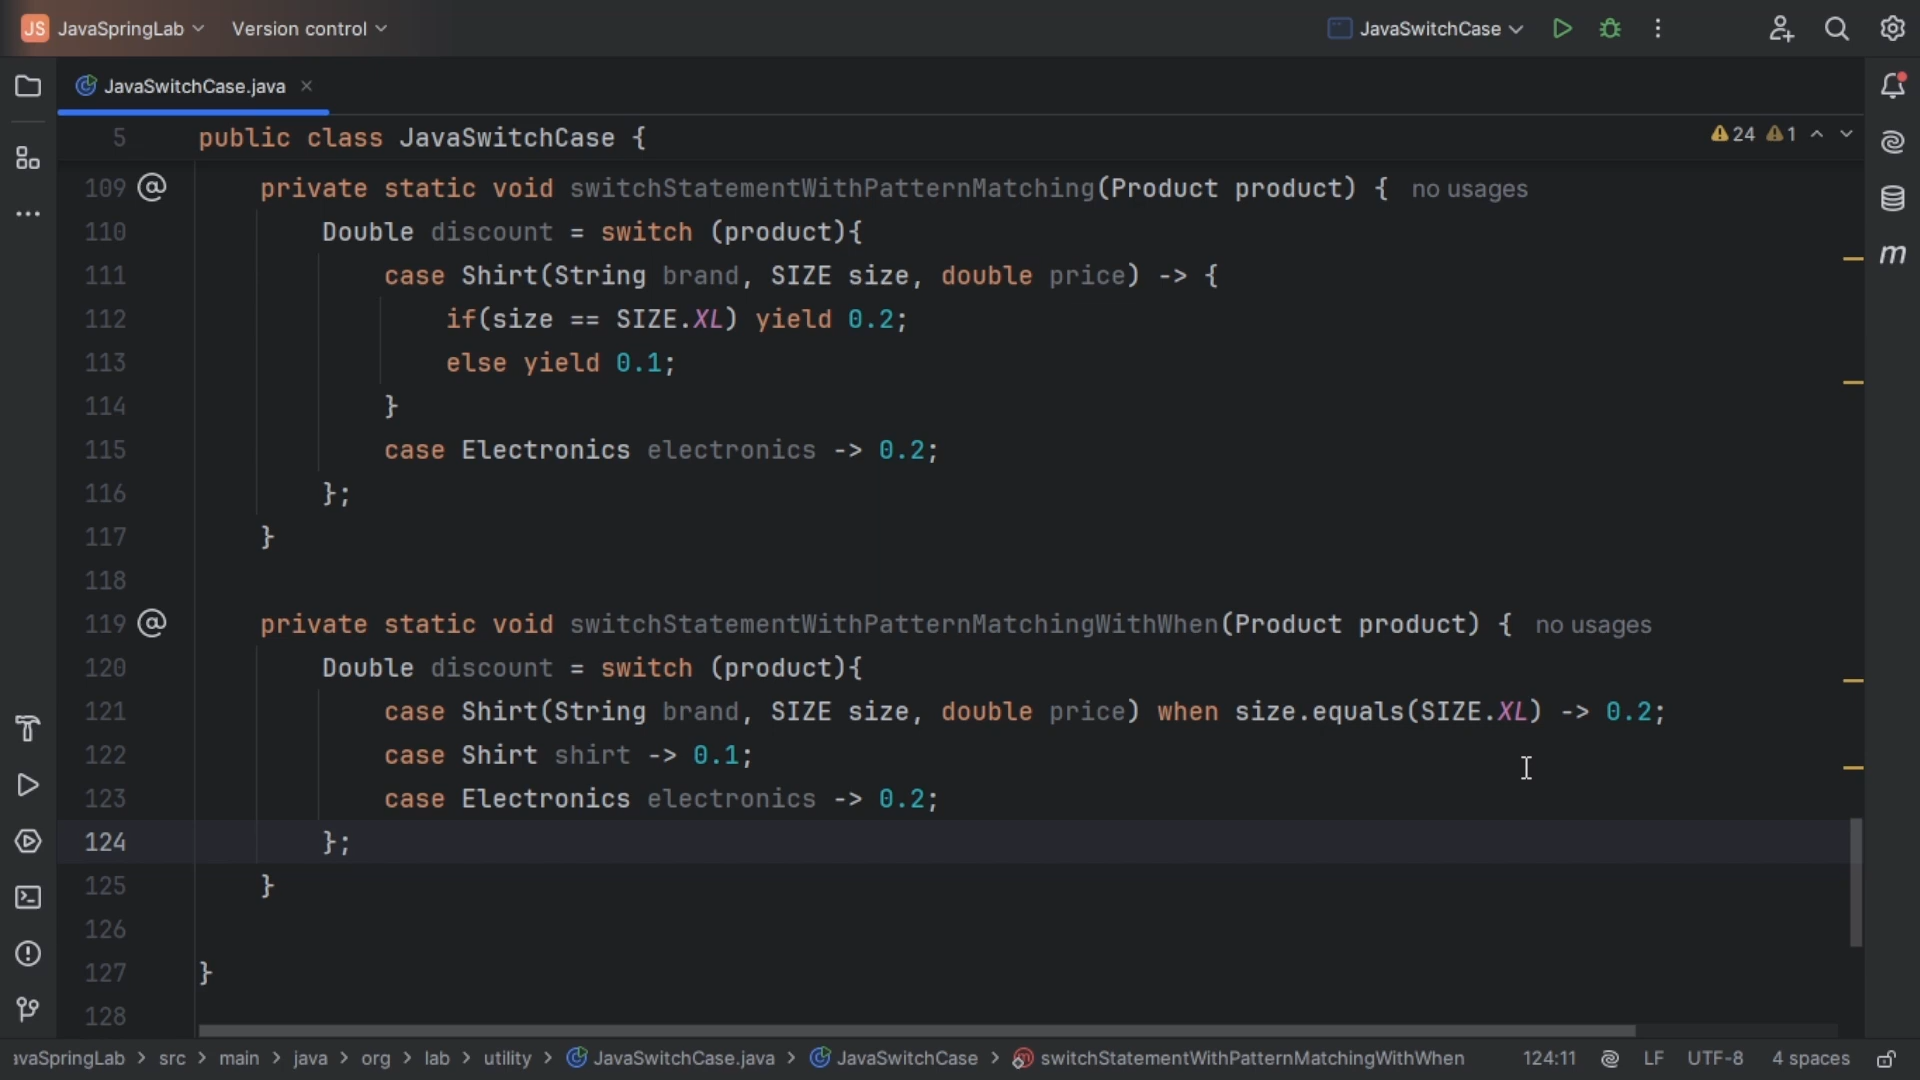 JS JavaSpringLab Version control JavaSwitchCase
JavaSwitchCase.java
5 public class JavaSwitchCase { 24 1
109 private static void switchStatementWithPatternMatching(Product product) { no usages
110 Double discount = switch (product){
111 case Shirt(String brand, SIZE size, double price) -> {
112 if(size == SIZE.XL) yield 0.2;
113 else yield 0.1;
114 }
115 case Electronics electronics -> 0.2;
116 };
117 }
118
119 private static void switchStatementWithPatternMatchingWithWhen(Product product) { no usages
120 Double discount = switch (product){
121 case Shirt(String brand, SIZE size, double price) when size.equals(SIZE.XL) -> 0.2;
122 case Shirt shirt -> 0.1;
123 case Electronics electronics -> 0.2;
124 };
125 }
126
127 }
128
avaSpringLab > src > main > java > org > lab > utility > JavaSwitchCase.java > JavaSwitchCase > switchStatementWithPatternMatchingWithWhen 124:11 LF UTF-8 4 spaces